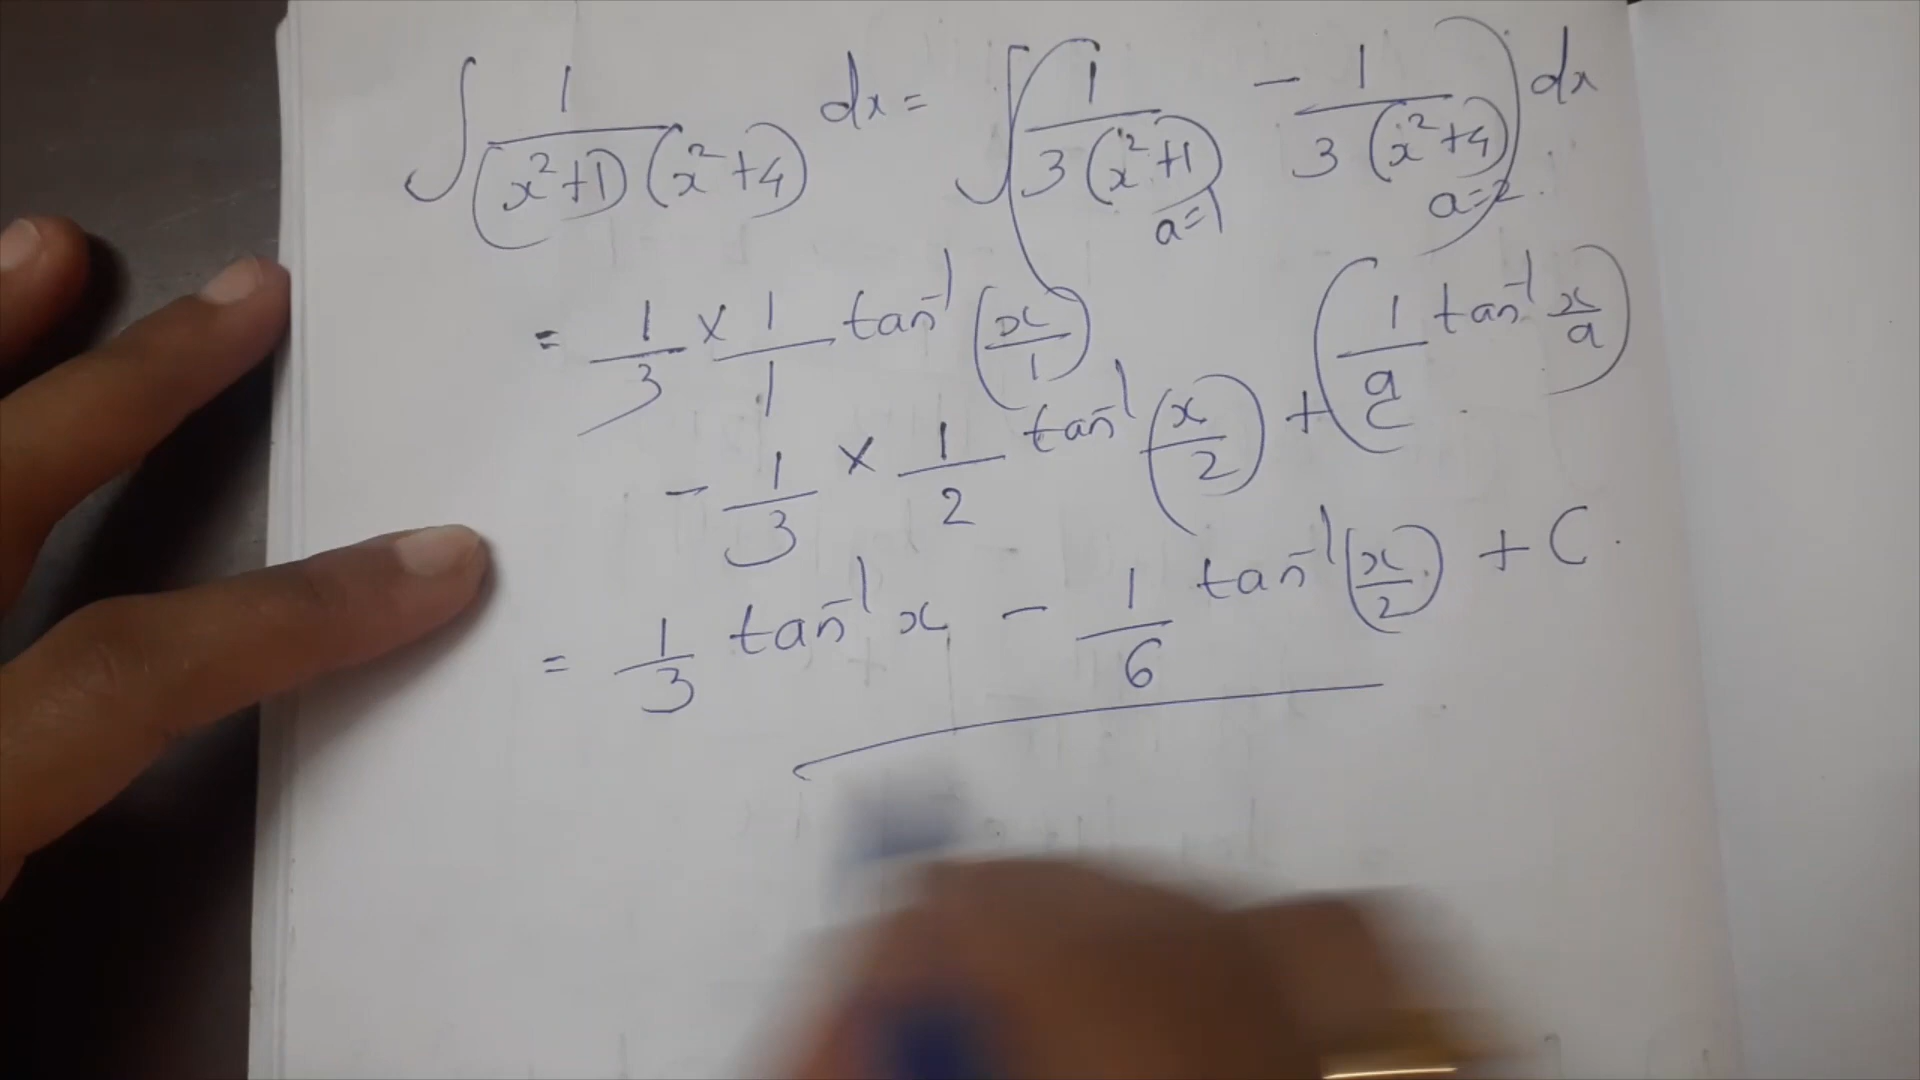 ∫ 1/((x²+1)(x²+4)) dx = ∫ (1/(3(x²+1)) - 1/(3(x²+4))) dx
a=1 a=2
= 1/3 × 1/1 tan⁻¹(x/1) (1/a tan⁻¹ x/a)
- 1/3 × 1/2 tan⁻¹(x/2) + C
= 1/3 tan⁻¹ x - 1/6 tan⁻¹(x/2) + C.